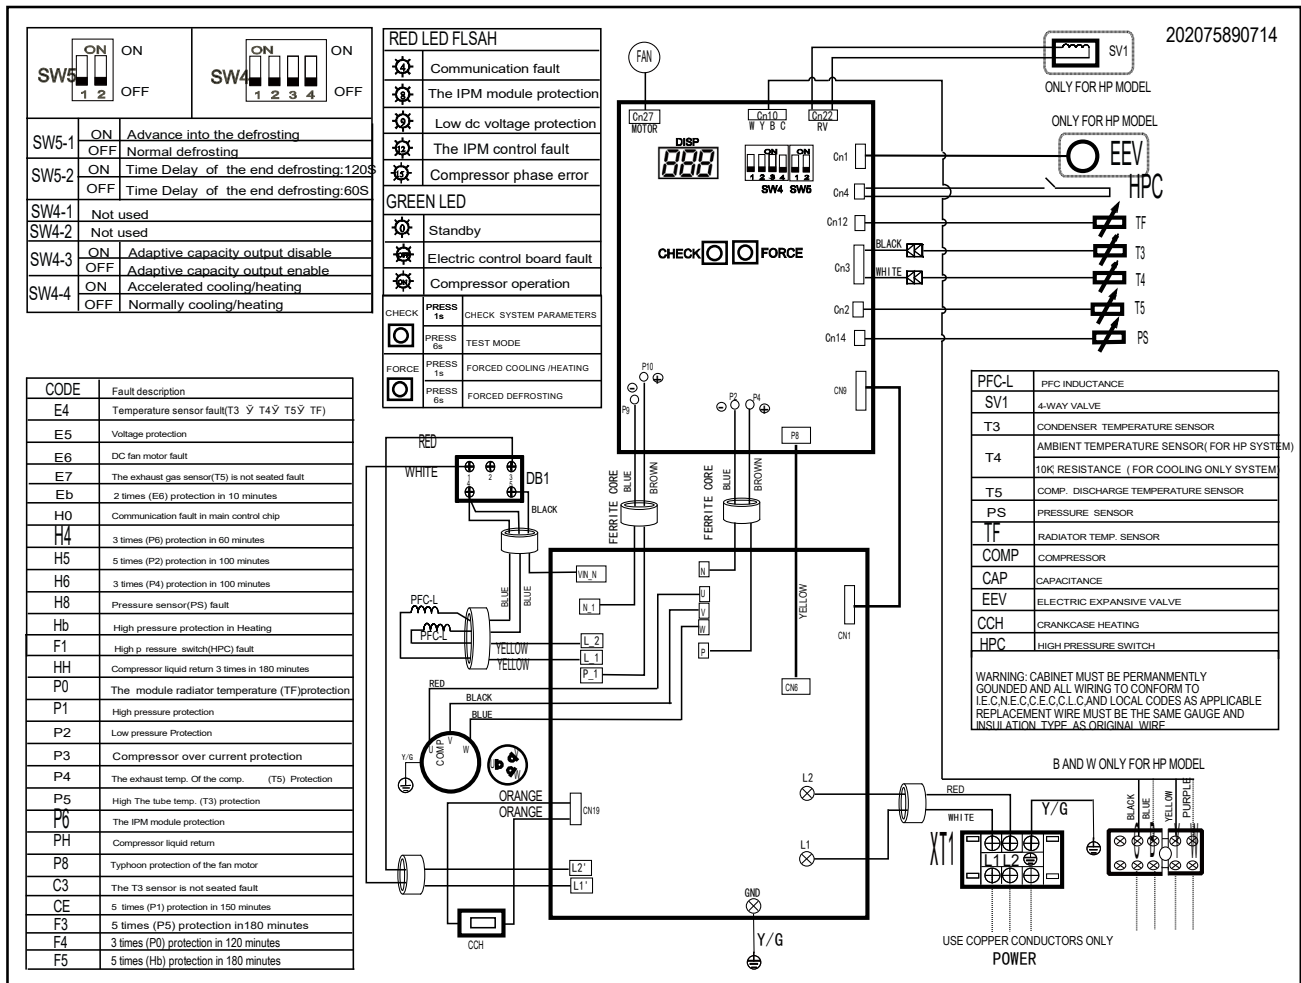 202075890714
SW5 ON ON OFF 1 2
SW4 ON ON OFF 1 2 3 4
SW5-1 ON Advance into the defrosting
OFF Normal defrosting
SW5-2 ON Time Delay of the end defrosting:120S
OFF Time Delay of the end defrosting:60S
SW4-1 Not used
SW4-2 Not used
SW4-3 ON Adaptive capacity output disable
OFF Adaptive capacity output enable
SW4-4 ON Accelerated cooling/heating
OFF Normally cooling/heating
RED LED FLSAH
4 Communication fault
8 The IPM module protection
9 Low dc voltage protection
12 The IPM control fault
15 Compressor phase error
GREEN LED
0 Standby
OFF Electric control board fault
ON Compressor operation
CHECK PRESS 1s CHECK SYSTEM PARAMETERS
PRESS 6s TEST MODE
FORCE PRESS 1s FORCED COOLING /HEATING
PRESS 6s FORCED DEFROSTING
CODE Fault description
E4 Temperature sensor fault(T3 Ÿ T4Ÿ T5Ÿ TF)
E5 Voltage protection
E6 DC fan motor fault
E7 The exhaust gas sensor(T5) is not seated fault
Eb 2 times (E6) protection in 10 minutes
H0 Communication fault in main control chip
H4 3 times (P6) protection in 60 minutes
H5 5 times (P2) protection in 100 minutes
H6 3 times (P4) protection in 100 minutes
H8 Pressure sensor(PS) fault
Hb High pressure protection in Heating
F1 High p ressure switch(HPC) fault
HH Compressor liquid return 3 times in 180 minutes
P0 The module radiator temperature (TF)protection
P1 High pressure protection
P2 Low pressure Protection
P3 Compressor over current protection
P4 The exhaust temp. Of the comp. (T5) Protection
P5 High The tube temp. (T3) protection
P6 The IPM module protection
PH Compressor liquid return
P8 Typhoon protection of the fan motor
C3 The T3 sensor is not seated fault
CE 5 times (P1) protection in 150 minutes
F3 5 times (P5) protection in180 minutes
F4 3 times (P0) protection in 120 minutes
F5 5 times (Hb) protection in 180 minutes
FAN
Cn27
MOTOR
Cn10
W Y B C
Cn22
RV
DISP
ON ON
1 2 3 4 1 2
SW4 SW5
CHECK FORCE
Cn1
Cn4
Cn12
Cn3
Cn2
Cn14
CN9
SV1
ONLY FOR HP MODEL
ONLY FOR HP MODEL
EEV
HPC
TF
BLACK
T3
WHITE
T4
T5
PS
P10
P9
P2
P4
P8
RED
WHITE
1 2 3
4 5
DB1
BLACK
FERRITE CORE
BLUE
BROWN
FERRITE CORE
BLUE
BROWN
YELLOW
BLUE
BLUE
PFC-L
PFC-L
YELLOW
YELLOW
VIN_N
N_1
L_2
L_1
P_1
N
U
V
W
P
CN1
CN6
RED
BLACK
BLUE
U V W
COMP
Y/G
U V W
ORANGE
ORANGE
CN19
L2'
L1'
CCH
L2
L1
GND
Y/G
RED
WHITE
XT1
L1 L2
Y/G
USE COPPER CONDUCTORS ONLY
POWER
B AND W ONLY FOR HP MODEL
BLACK
BLUE
YELLOW
PURPLE
PFC-L PFC INDUCTANCE
SV1 4-WAY VALVE
T3 CONDENSER TEMPERATURE SENSOR
T4 AMBIENT TEMPERATURE SENSOR( FOR HP SYSTEM)
10K RESISTANCE ( FOR COOLING ONLY SYSTEM)
T5 COMP. DISCHARGE TEMPERATURE SENSOR
PS PRESSURE SENSOR
TF RADIATOR TEMP. SENSOR
COMP COMPRESSOR
CAP CAPACITANCE
EEV ELECTRIC EXPANSIVE VALVE
CCH CRANKCASE HEATING
HPC HIGH PRESSURE SWITCH
WARNING: CABINET MUST BE PERMANMENTLY
GOUNDED AND ALL WIRING TO CONFORM TO
I.E.C,N.E.C,C.E.C,C.L.C,AND LOCAL CODES AS APPLICABLE
REPLACEMENT WIRE MUST BE THE SAME GAUGE AND
INSULATION TYPE AS ORIGINAL WIRE